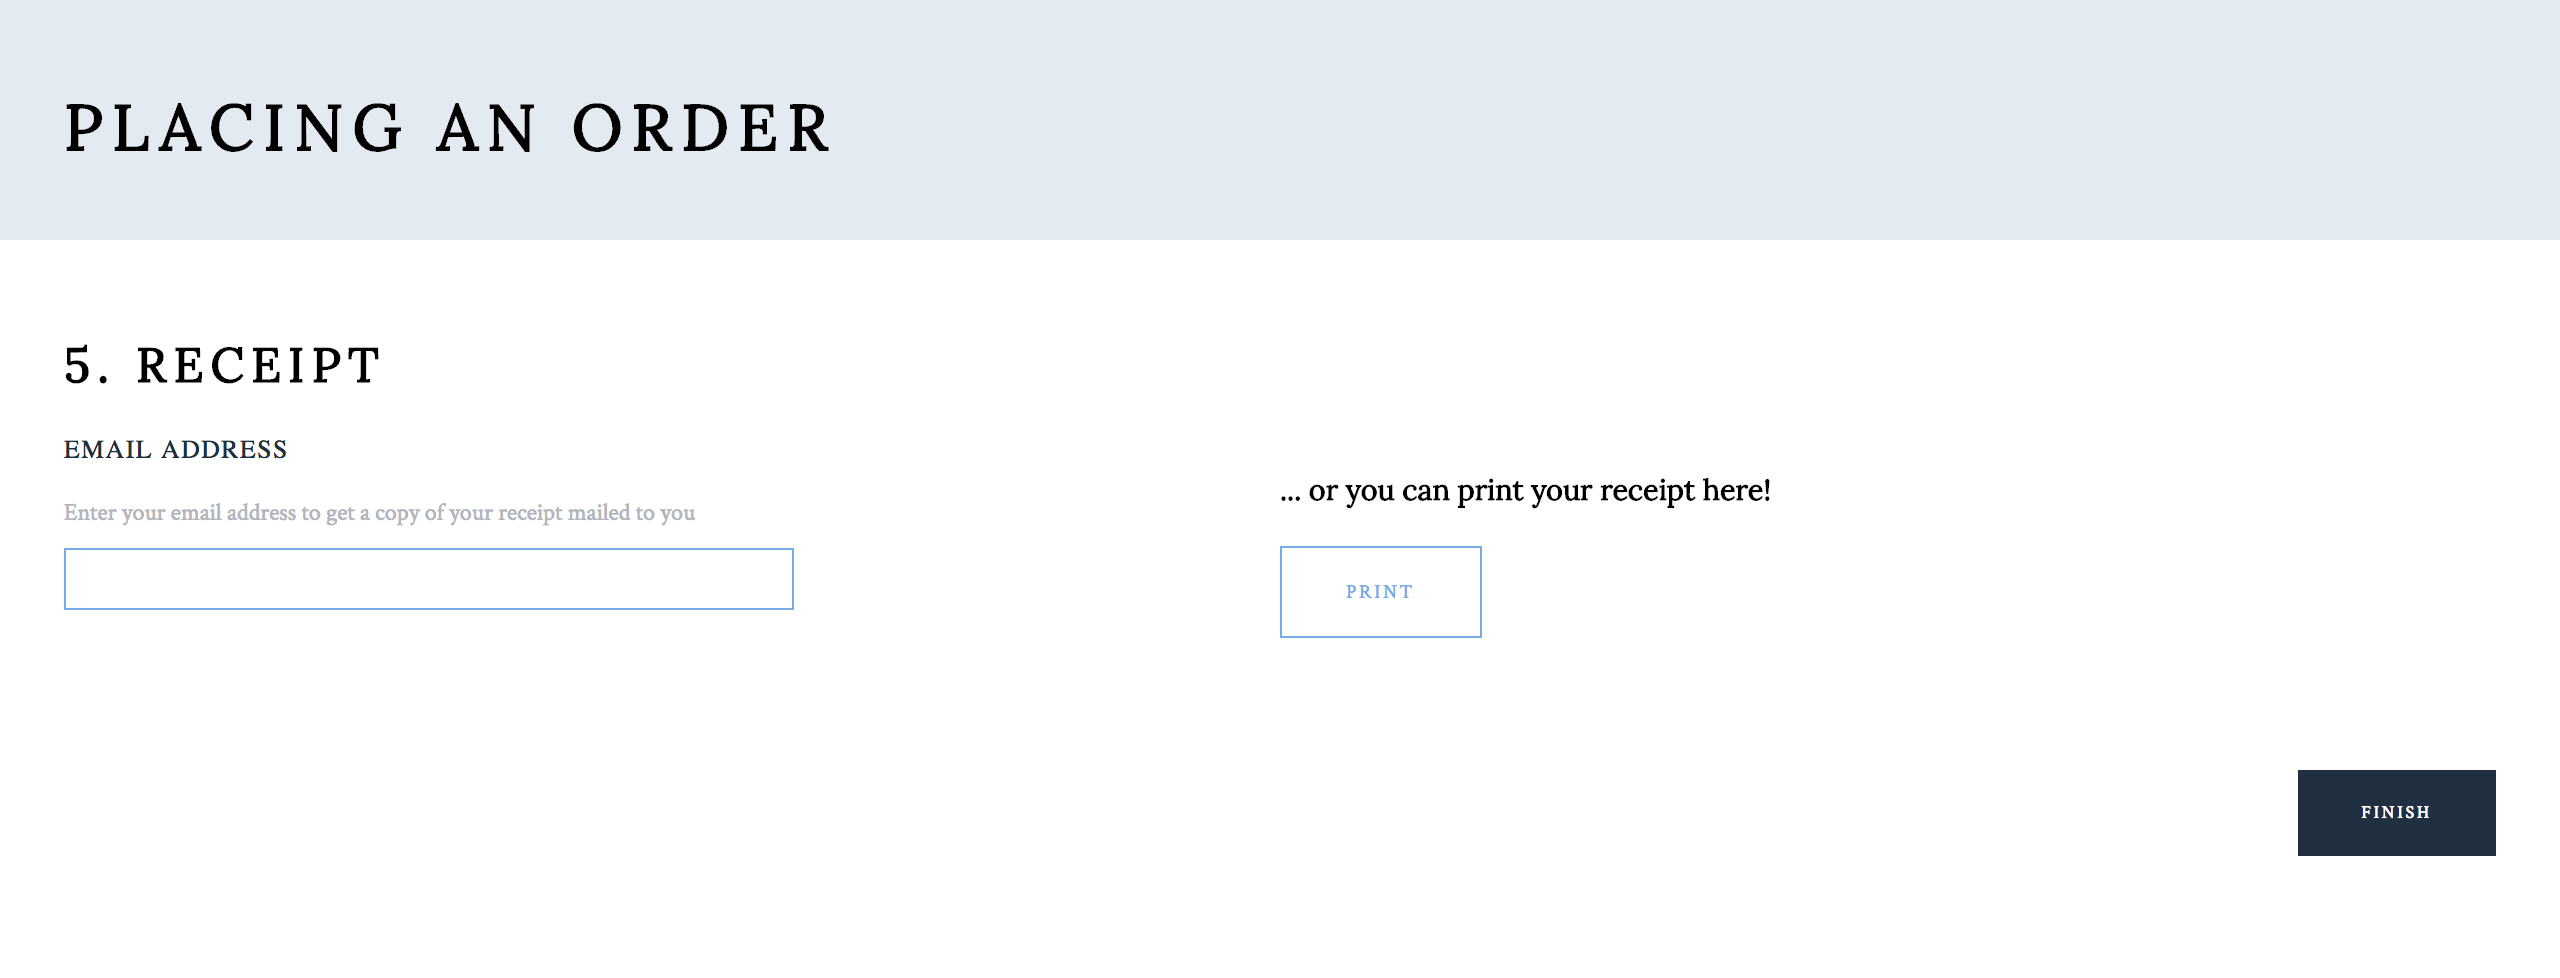 PLACING AN ORDER
5. RECEIPT
EMAIL ADDRESS
Enter your email address to get a copy of your receipt mailed to you
... or you can print your receipt here!
PRINT
FINISH